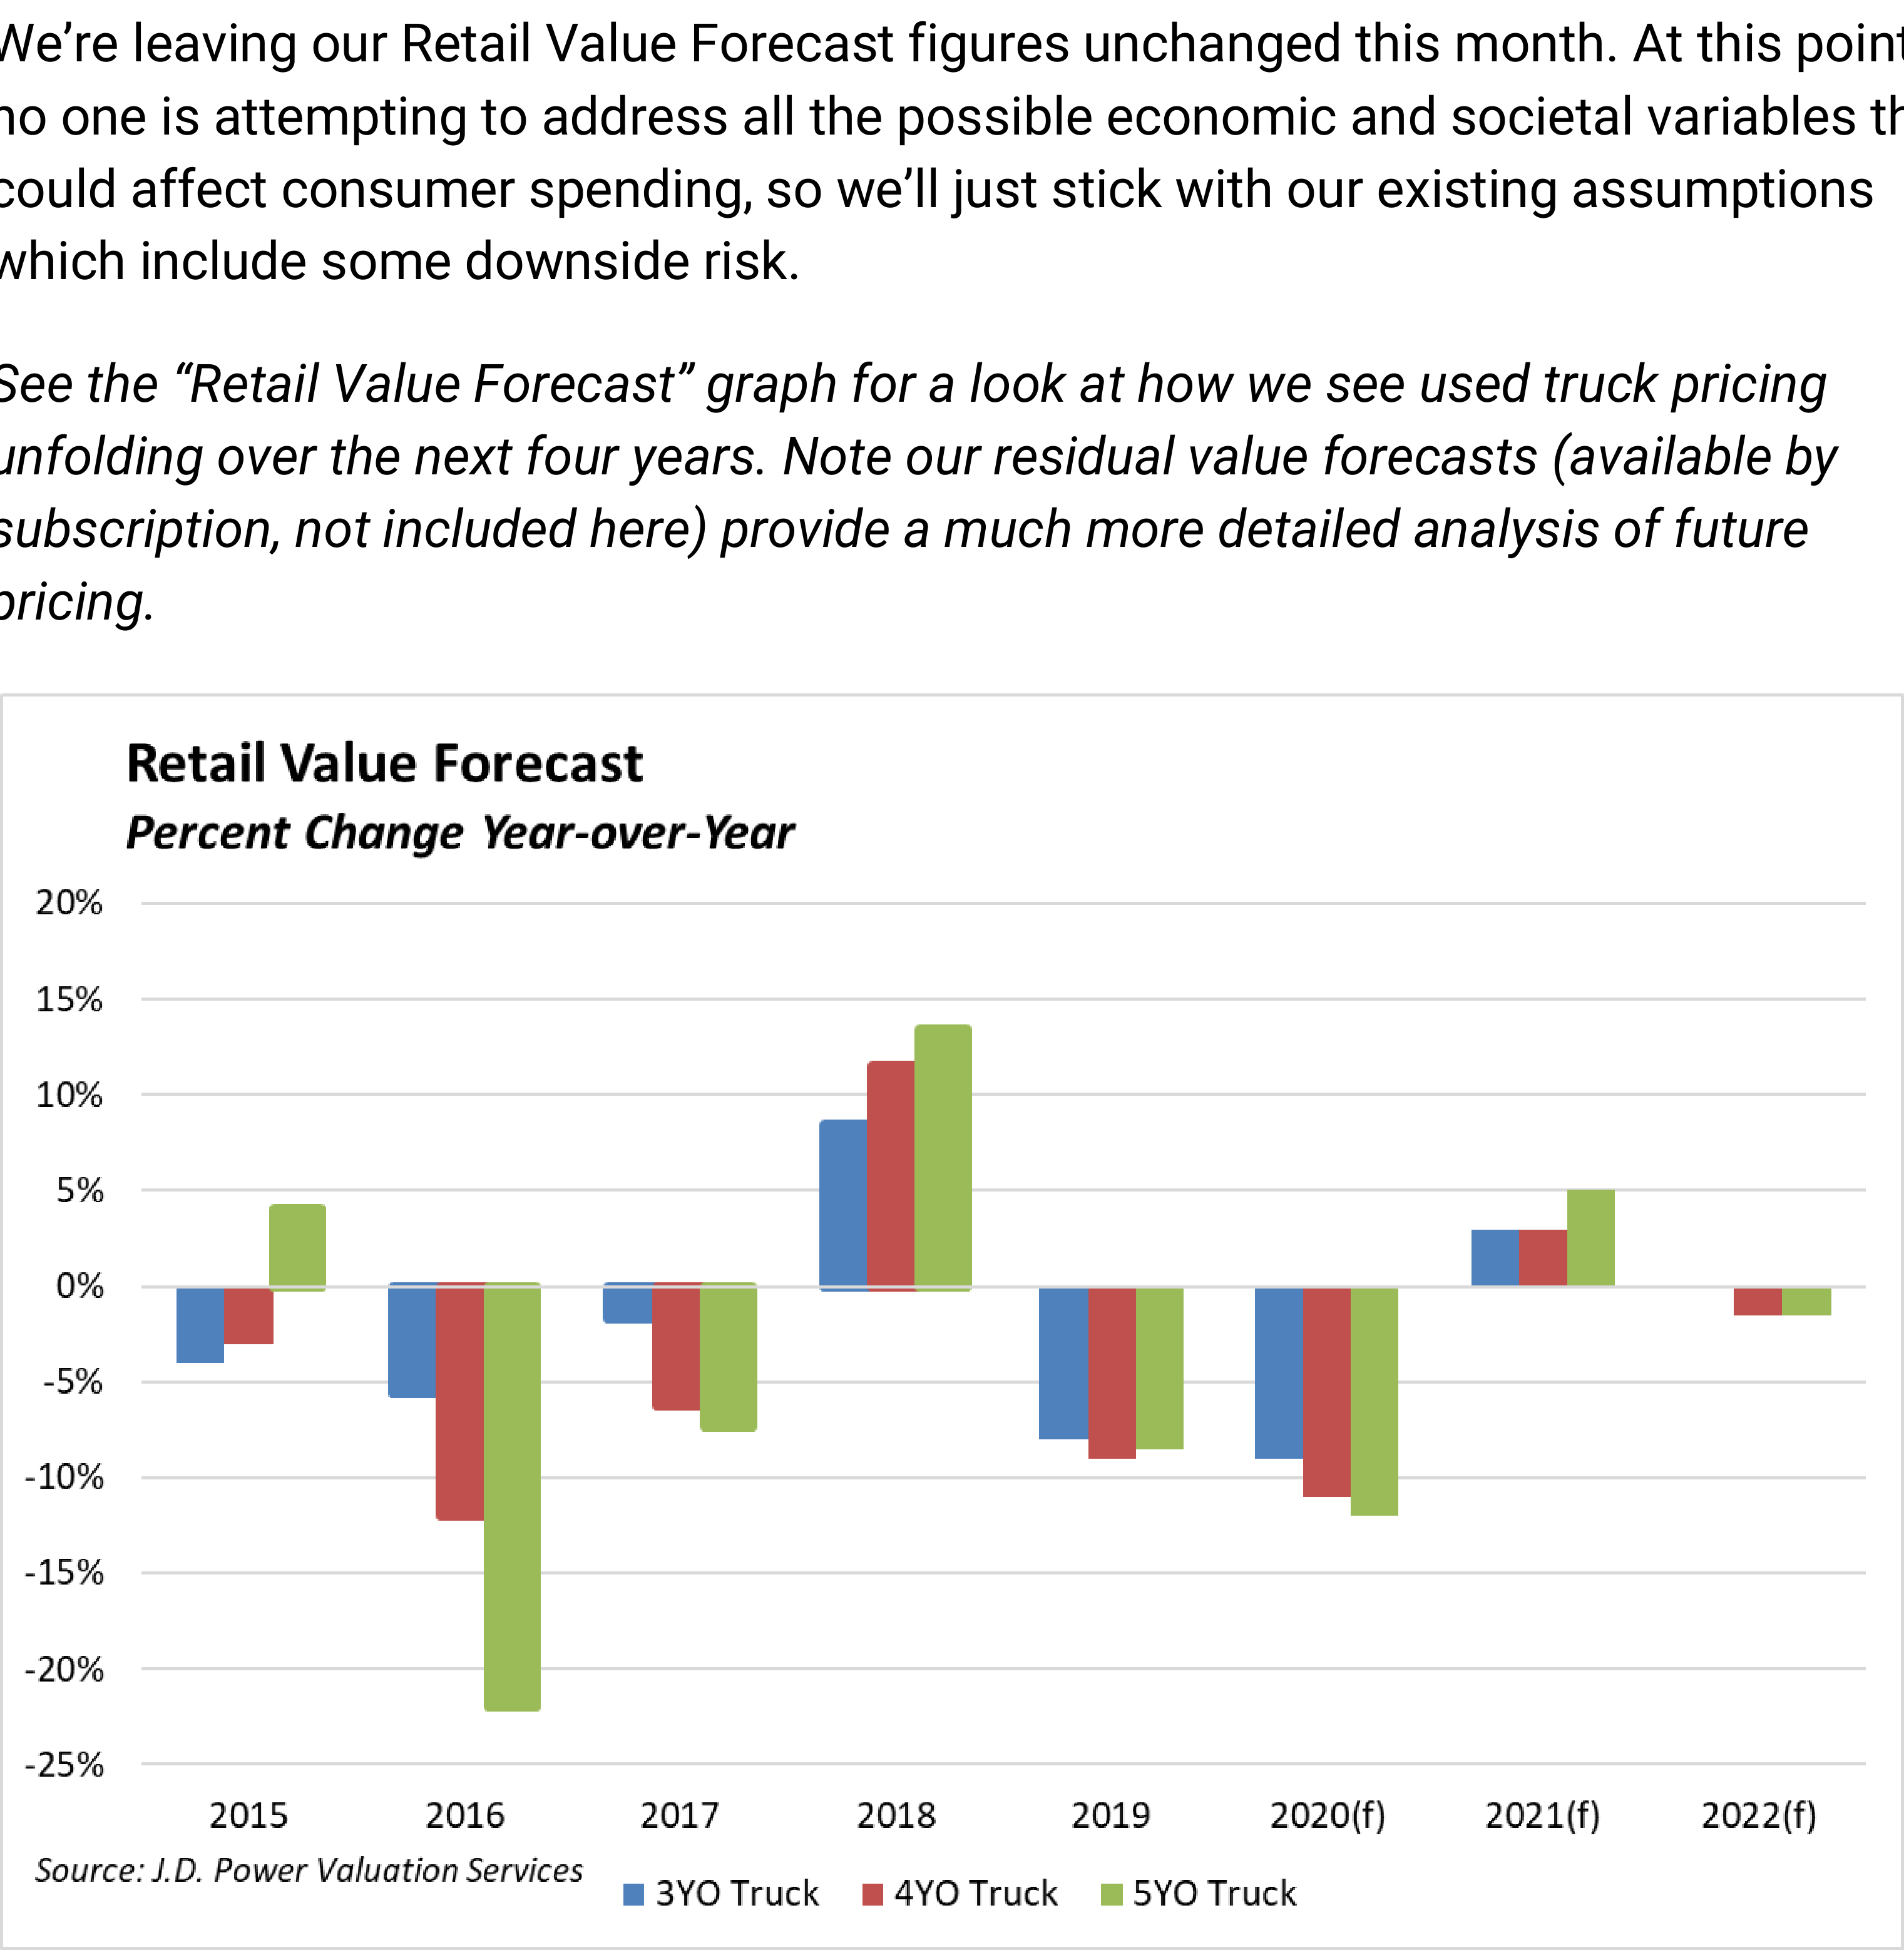 We’re leaving our Retail Value Forecast figures unchanged this month. At this point
no one is attempting to address all the possible economic and societal variables th
could affect consumer spending, so we’ll just stick with our existing assumptions
which include some downside risk.
See the “Retail Value Forecast” graph for a look at how we see used truck pricing
unfolding over the next four years. Note our residual value forecasts (available by
subscription, not included here) provide a much more detailed analysis of future
pricing.
Retail Value Forecast
Percent Change Year-over-Year
20%
15%
10%
5%
0%
-5%
-10%
-15%
-20%
-25%
2015 2016 2017 2018 2019 2020(f) 2021(f) 2022(f)
Source: J.D. Power Valuation Services
3YO Truck 4YO Truck 5YO Truck